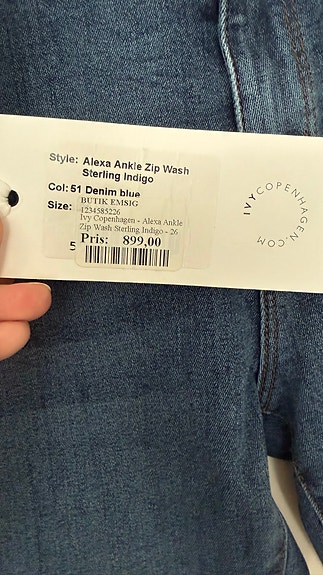 Style: Alexa Ankle Zip Wash
Sterling Indigo
Col: 51 Denim blue
Size:
BUTIK EMSIG
1234585226
Ivy Copenhagen - Alexa Ankle
Zip Wash Sterling Indigo - 26
Pris: 899,00
5
IVYCOPENHAGEN.COM